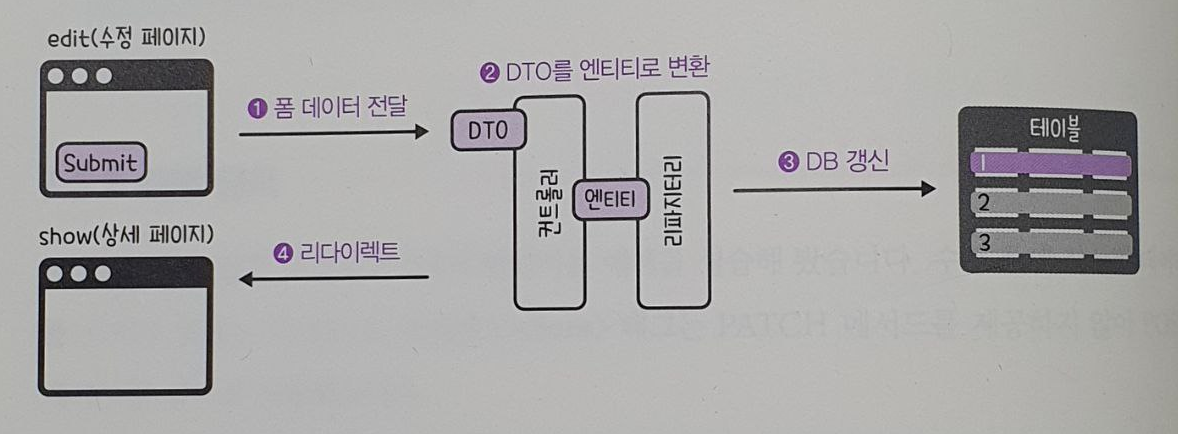 edit(수정 페이지)
Submit
❶ 폼 데이터 전달
❷ DTO를 엔티티로 변환
DTO
컨트롤러
엔티티
리파지터리
❸ DB 갱신
테이블
1
2
3
show(상세 페이지)
❹ 리다이렉트